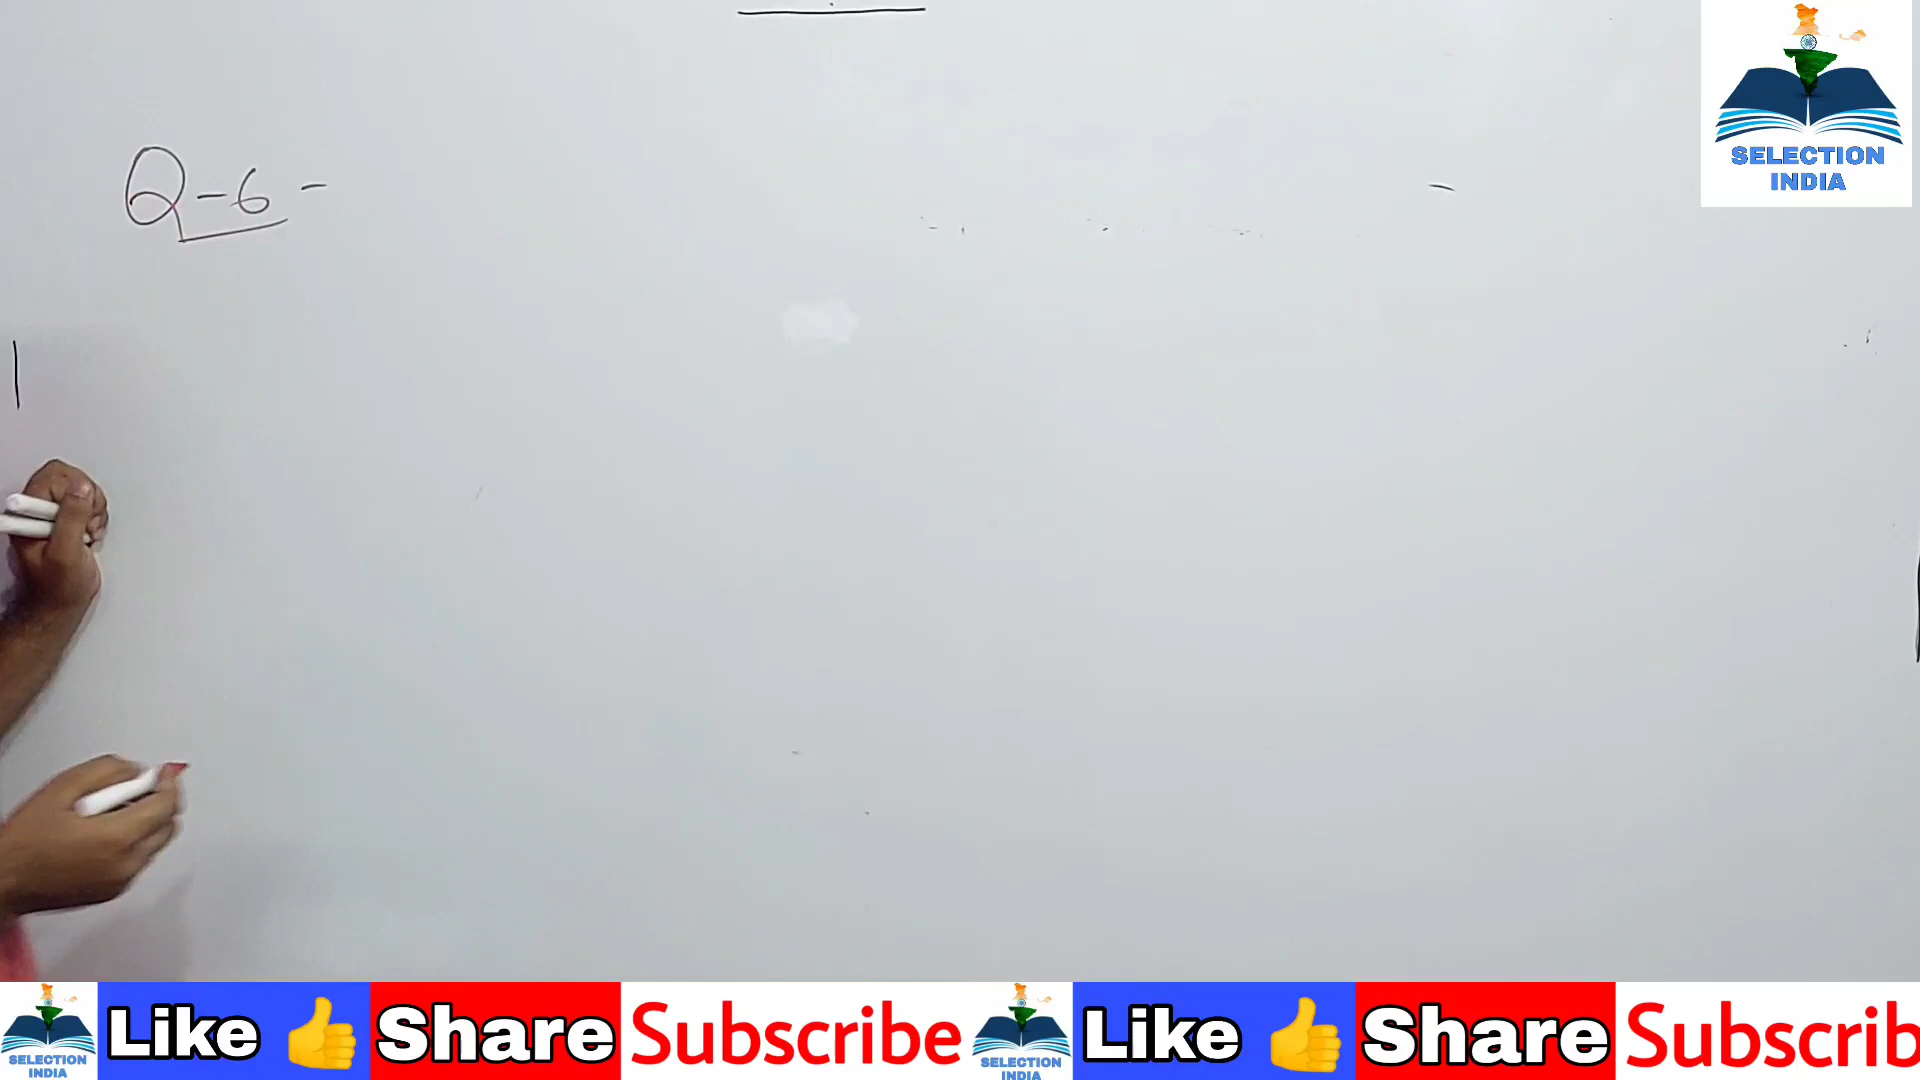 Q-6-
SELECTION
INDIA
SELECTION
INDIA
Like 👍 Share Subscribe
SELECTION
INDIA
Like 👍 Share Subscrib